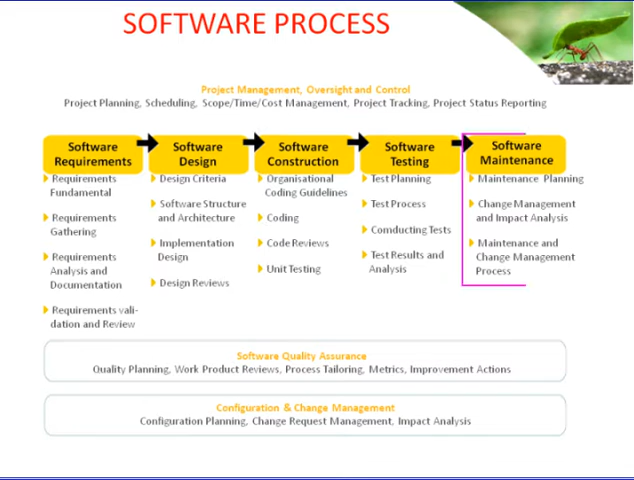 SOFTWARE PROCESS
Project Management, Oversight and Control
Project Planning, Scheduling, Scope/Time/Cost Management, Project Tracking, Project Status Reporting
Software
Requirements
Requirements
Fundamental
Requirements
Gathering
Requirements
Analysis and
Documentation
Requirements vali-
dation and Review
Software
Design
Design Criteria
Software Structure
and Architecture
Implementation
Design
Design Reviews
Software
Construction
Organisational
Coding Guidelines
Coding
Code Reviews
Unit Testing
Software
Testing
Test Planning
Test Process
Comducting Tests
Test Results and
Analysis
Software
Maintenance
Maintenance Planning
Change Management
and Impact Analysis
Maintenance and
Change Management
Process
Software Quality Assurance
Quality Planning, Work Product Reviews, Process Tailoring, Metrics, Improvement Actions
Configuration & Change Management
Configuration Planning, Change Request Management, Impact Analysis